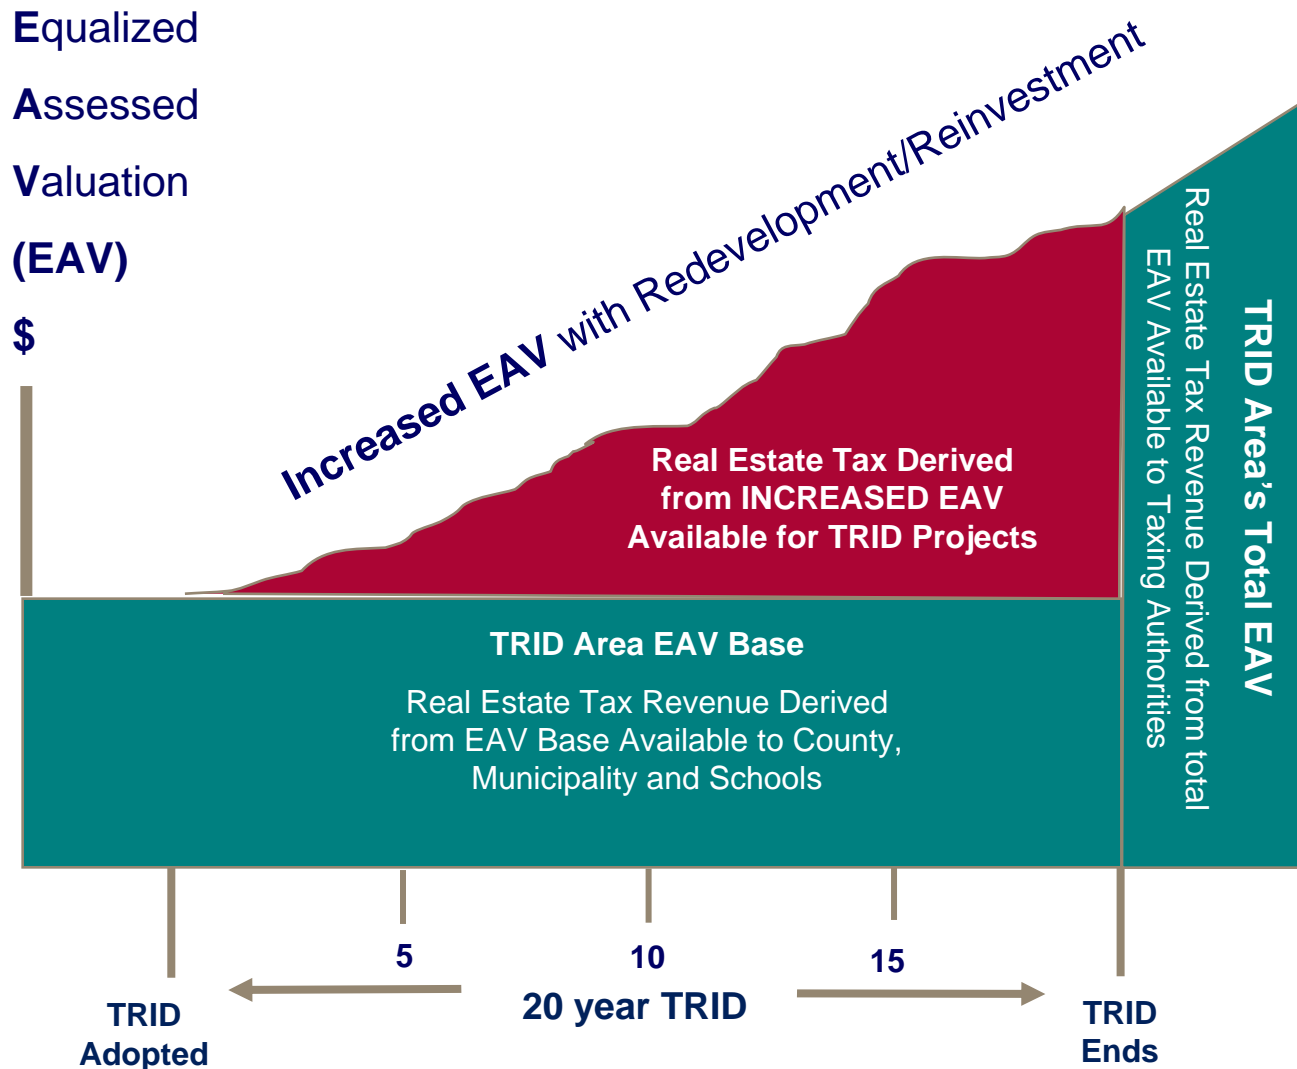 Equalized
Assessed
Valuation
(EAV)
$
Increased EAV with Redevelopment/Reinvestment
Real Estate Tax Derived
from INCREASED EAV
Available for TRID Projects
TRID Area EAV Base
Real Estate Tax Revenue Derived
from EAV Base Available to County,
Municipality and Schools
TRID Area's Total EAV
Real Estate Tax Revenue Derived from total
EAV Available to Taxing Authorities
5
10
15
20 year TRID
TRID
Adopted
TRID
Ends